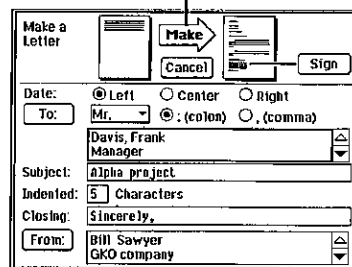 Make a
Letter
Make
Cancel
Sign
Date: Left Center Right
To: Mr. : (colon) , (comma)
Davis, Frank
Manager
Subject: Alpha project
Indented: 5 Characters
Closing: Sincerely,
From: Bill Sawyer
GKO company